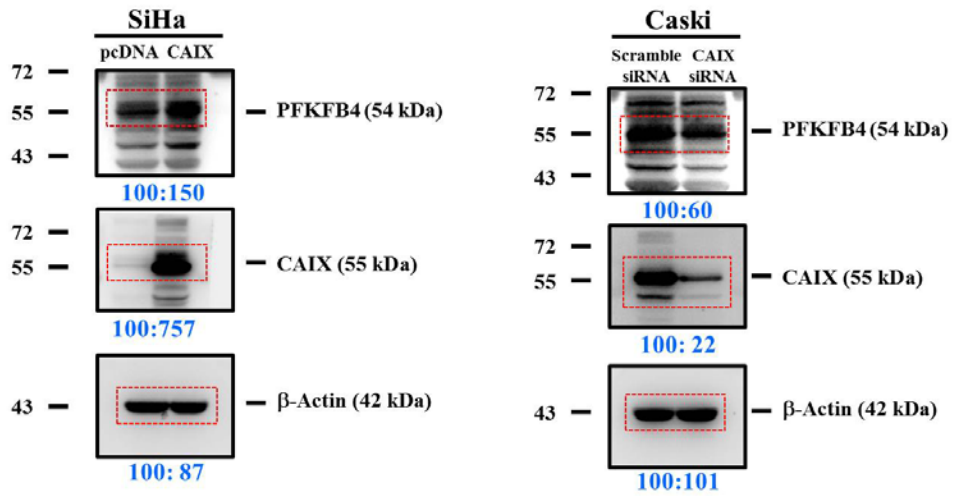 SiHa
pcDNA CAIX
72
55
43
PFKFB4 (54 kDa)
100:150
72
55
CAIX (55 kDa)
100:757
43
β-Actin (42 kDa)
100: 87
Caski
Scramble CAIX
siRNA siRNA
72
55
43
PFKFB4 (54 kDa)
100:60
72
55
CAIX (55 kDa)
100: 22
43
β-Actin (42 kDa)
100:101